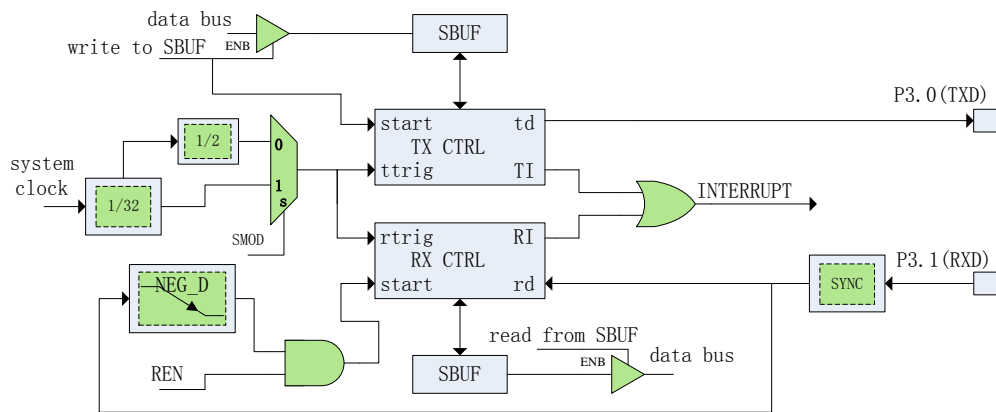 data bus
ENB
SBUF
write to SBUF
P3.0(TXD)
start
td
TX CTRL
ttrig
TI
1/2
0
system
clock
1/32
1
s
SMOD
INTERRUPT
rtrig
RI
RX CTRL
start
rd
P3.1(RXD)
SYNC
NEG_D
read from SBUF
ENB
data bus
SBUF
REN